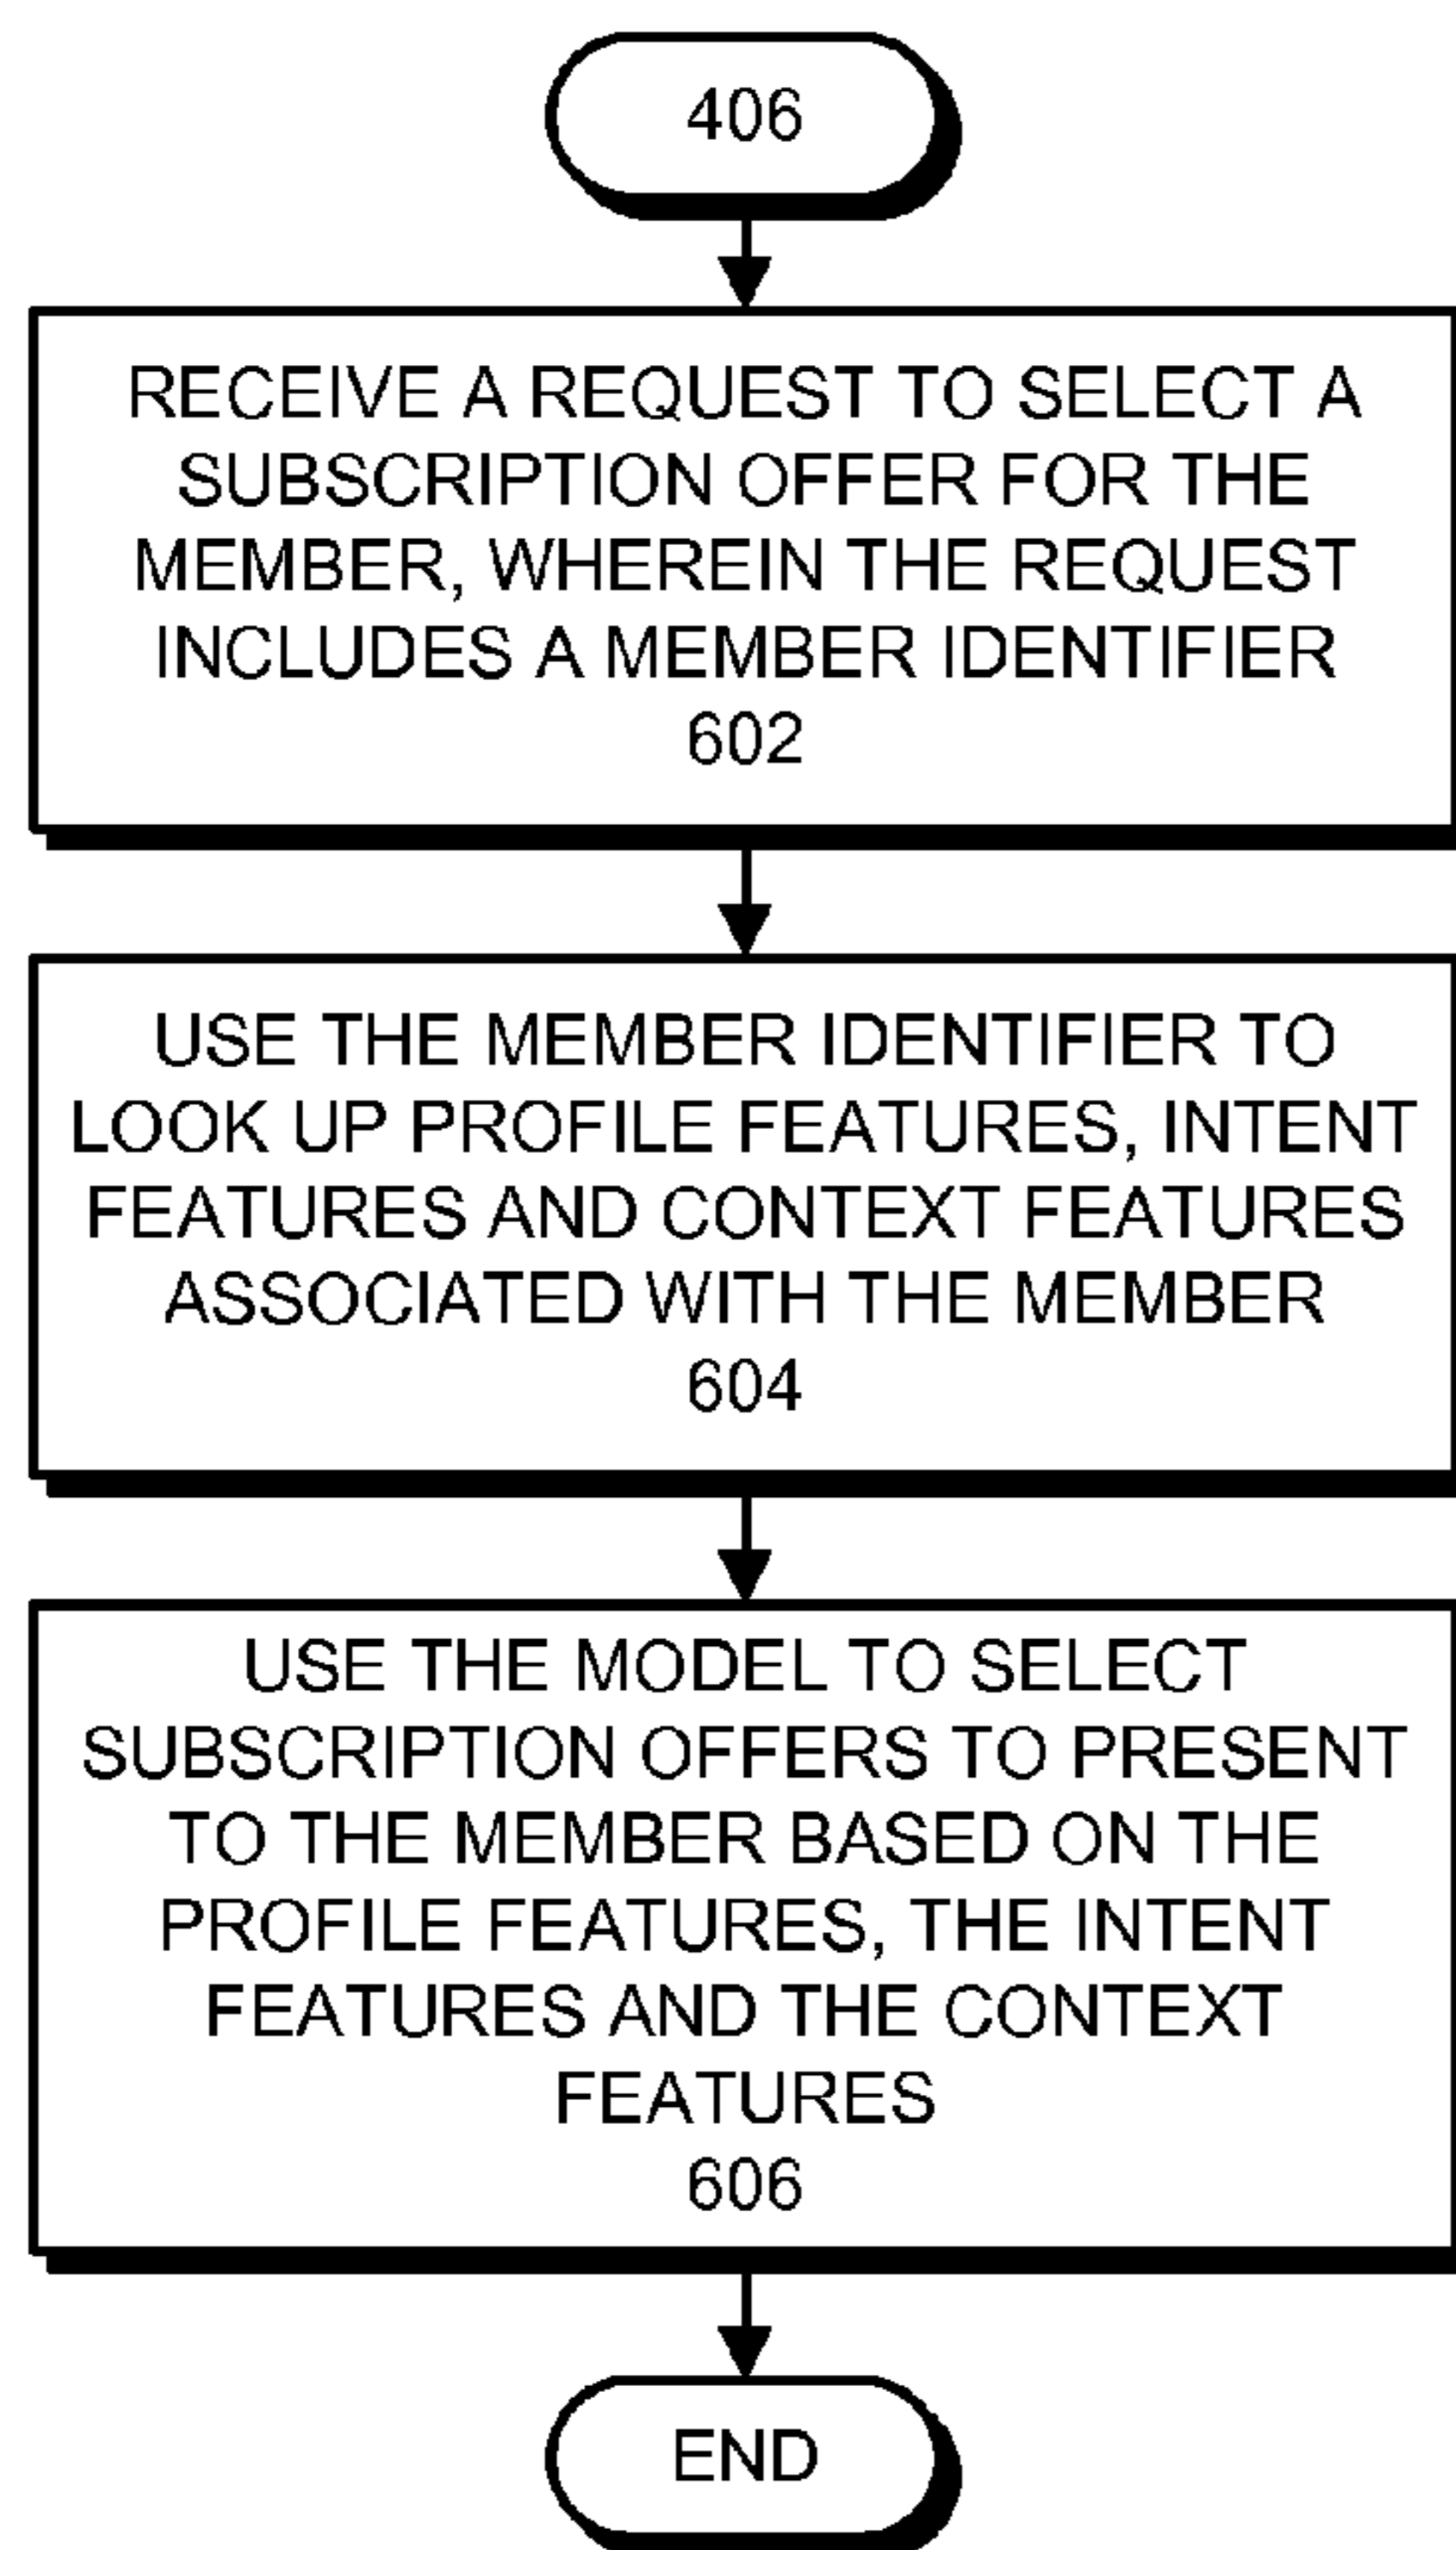 406
RECEIVE A REQUEST TO SELECT A
SUBSCRIPTION OFFER FOR THE
MEMBER, WHEREIN THE REQUEST
INCLUDES A MEMBER IDENTIFIER
602
USE THE MEMBER IDENTIFIER TO
LOOK UP PROFILE FEATURES, INTENT
FEATURES AND CONTEXT FEATURES
ASSOCIATED WITH THE MEMBER
604
USE THE MODEL TO SELECT
SUBSCRIPTION OFFERS TO PRESENT
TO THE MEMBER BASED ON THE
PROFILE FEATURES, THE INTENT
FEATURES AND THE CONTEXT
FEATURES
606
END